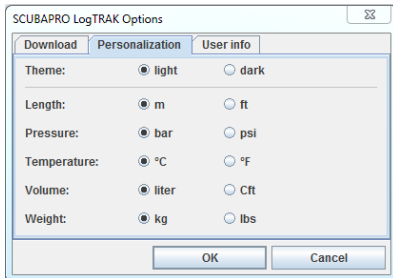 SCUBAPRO LogTRAK Options
Download Personalization User info
Theme: light dark
Length: m ft
Pressure: bar psi
Temperature: °C °F
Volume: liter Cft
Weight: kg lbs
OK Cancel